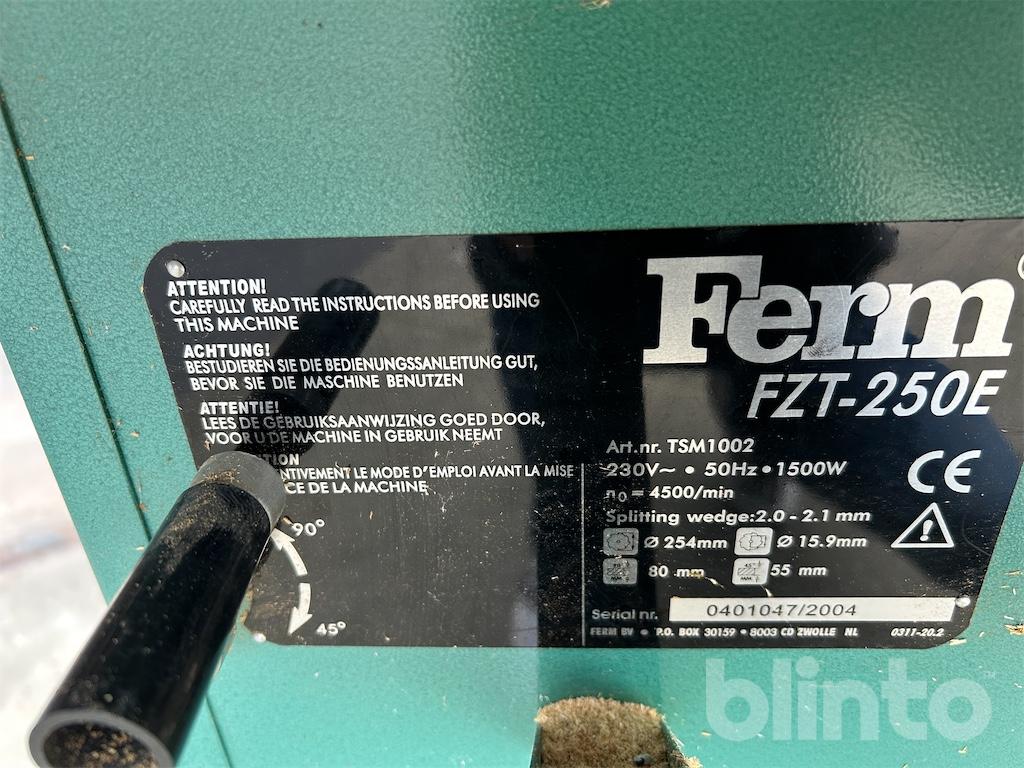 ATTENTION!
CAREFULLY READ THE INSTRUCTIONS BEFORE USING
THIS MACHINE
ACHTUNG!
BESTUDIEREN SIE DIE BEDIENUNGSSANLEITUNG GUT,
BEVOR SIE DIE MASCHINE BENUTZEN
ATTENTIE!
LEES DE GEBRUIKSAANWIJZING GOED DOOR,
VOOR U DE MACHINE IN GEBRUIK NEEMT
LE MODE D'EMPLOI AVANT LA MISE
DE LA MACHINE
90°
45°
Ferm
FZT-250E
Art.nr. TSM1002
230V~ • 50Hz • 1500W
n0 = 4500/min
Splitting wedge:2.0 - 2.1 mm
Ø 254mm Ø 15.9mm
80 mm 55 mm
CE
Serial nr. 0401047/2004
FERM BV • P.O. BOX 30159 • 8003 CD ZWOLLE NL 0311-20.2
blinto™